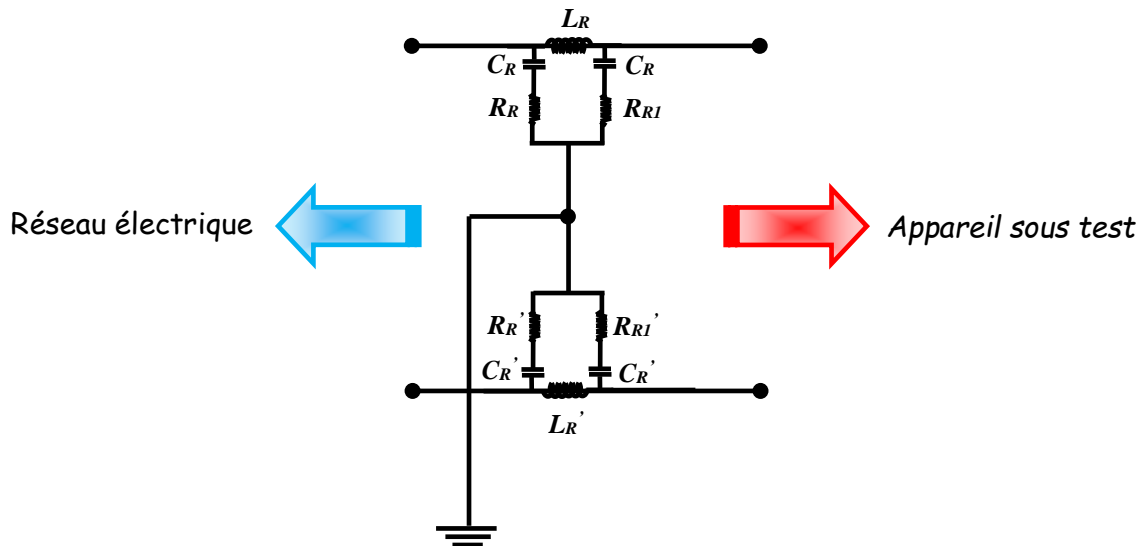 LR
CR
CR
RR
RR1
Réseau électrique
Appareil sous test
RR’
RR1’
CR’
CR’
LR’